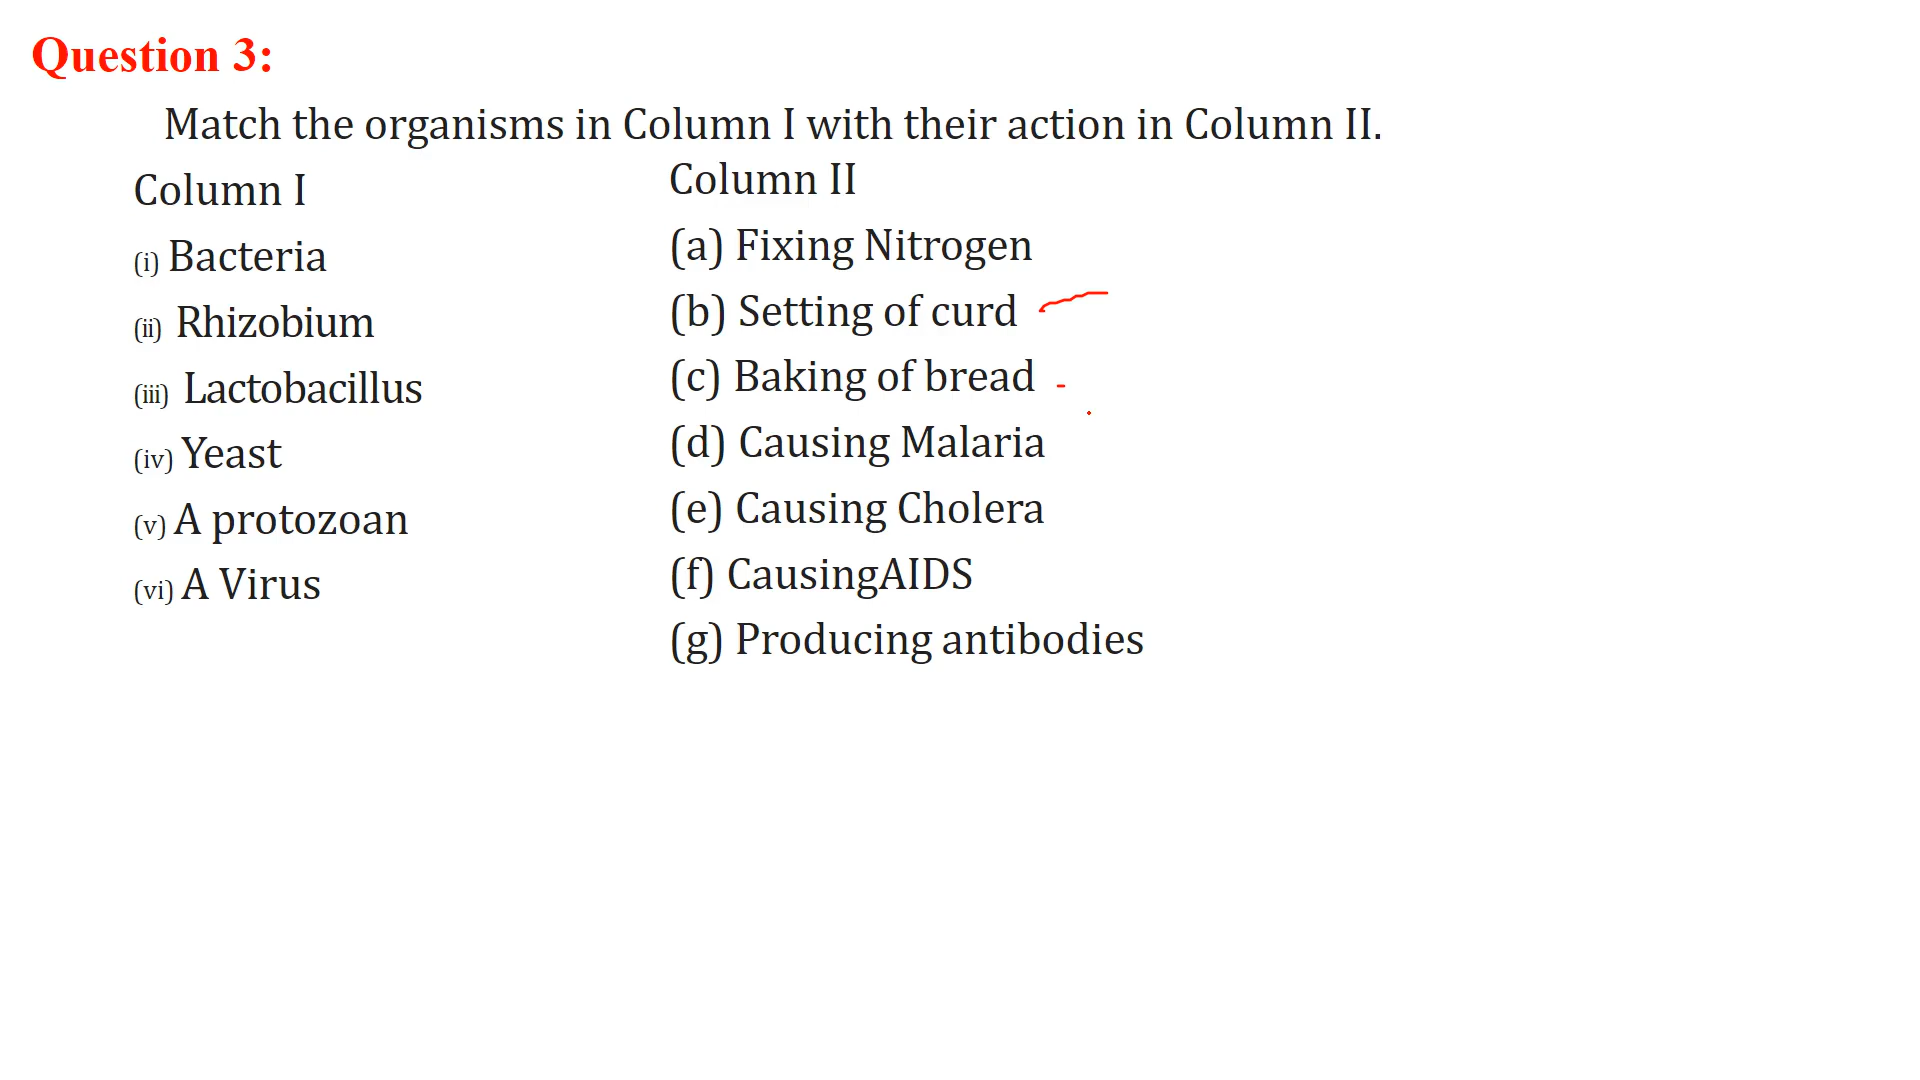 Question 3:
Match the organisms in Column I with their action in Column II.
Column I
(i) Bacteria
(ii) Rhizobium
(iii) Lactobacillus
(iv) Yeast
(v) A protozoan
(vi) A Virus
Column II
(a) Fixing Nitrogen
(b) Setting of curd
(c) Baking of bread
(d) Causing Malaria
(e) Causing Cholera
(f) CausingAIDS
(g) Producing antibodies